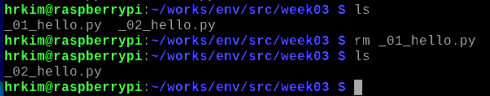 hrkim@raspberrypi:~/works/env/src/week03 $ ls
_01_hello.py  _02_hello.py
hrkim@raspberrypi:~/works/env/src/week03 $ rm _01_hello.py
hrkim@raspberrypi:~/works/env/src/week03 $ ls
_02_hello.py
hrkim@raspberrypi:~/works/env/src/week03 $